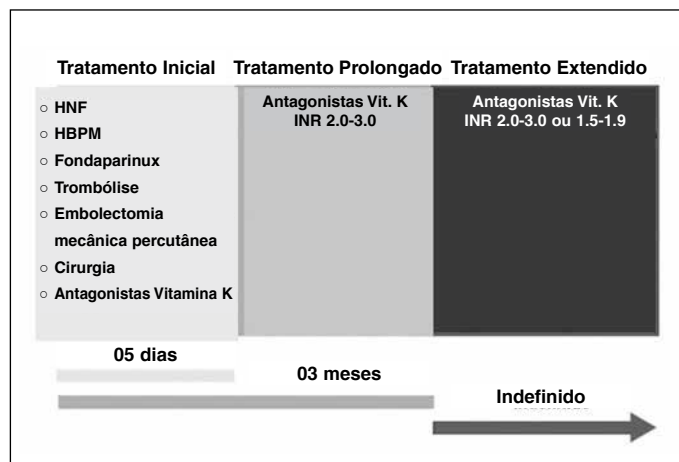 Tratamento Inicial Tratamento Prolongado Tratamento Extendido
○ HNF
○ HBPM
○ Fondaparinux
○ Trombólise
○ Embolectomia
mecânica percutânea
○ Cirurgia
○ Antagonistas Vitamina K
Antagonistas Vit. K
INR 2.0-3.0
Antagonistas Vit. K
INR 2.0-3.0 ou 1.5-1.9
05 dias
03 meses
Indefinido